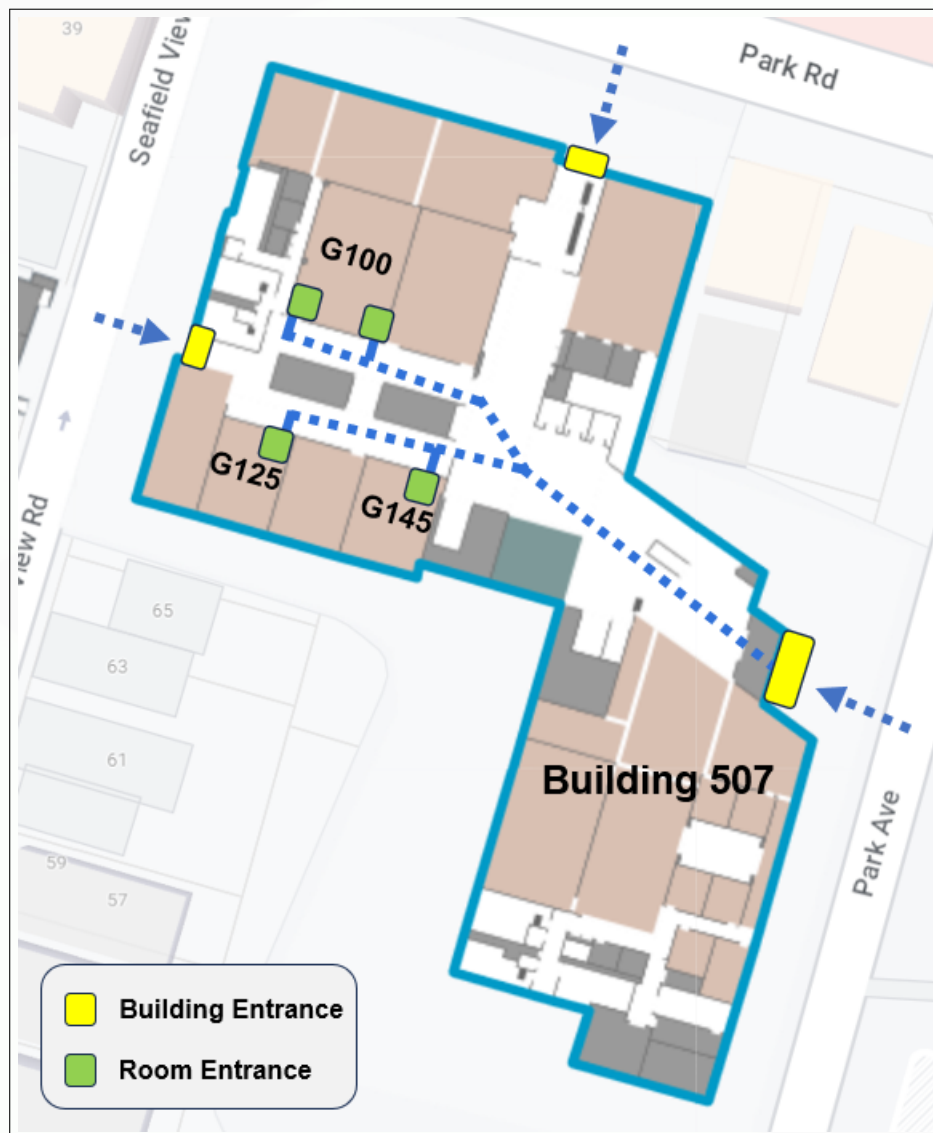 39
Seafield View
Park Rd
G100
G125
G145
View Rd
65
63
61
59
57
Building 507
Park Ave
Building Entrance
Room Entrance